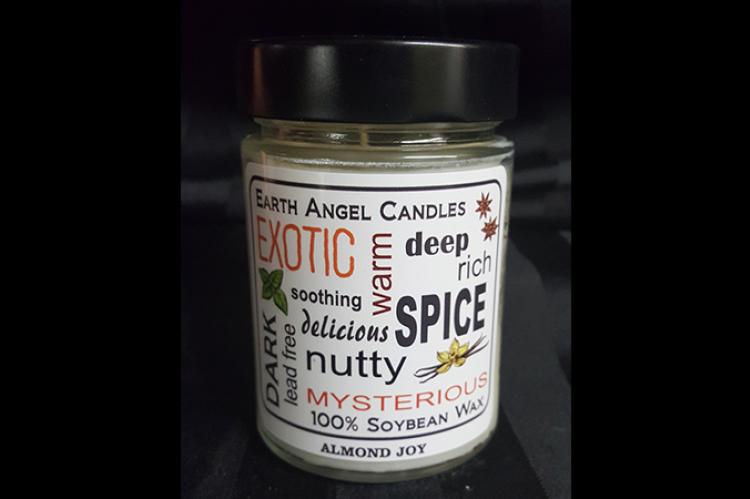 EARTH ANGEL CANDLES
EXOTIC
warm
deep
rich
soothing
DARK
lead free
delicious
SPICE
nutty
MYSTERIOUS
100% SOYBEAN WAX
ALMOND JOY